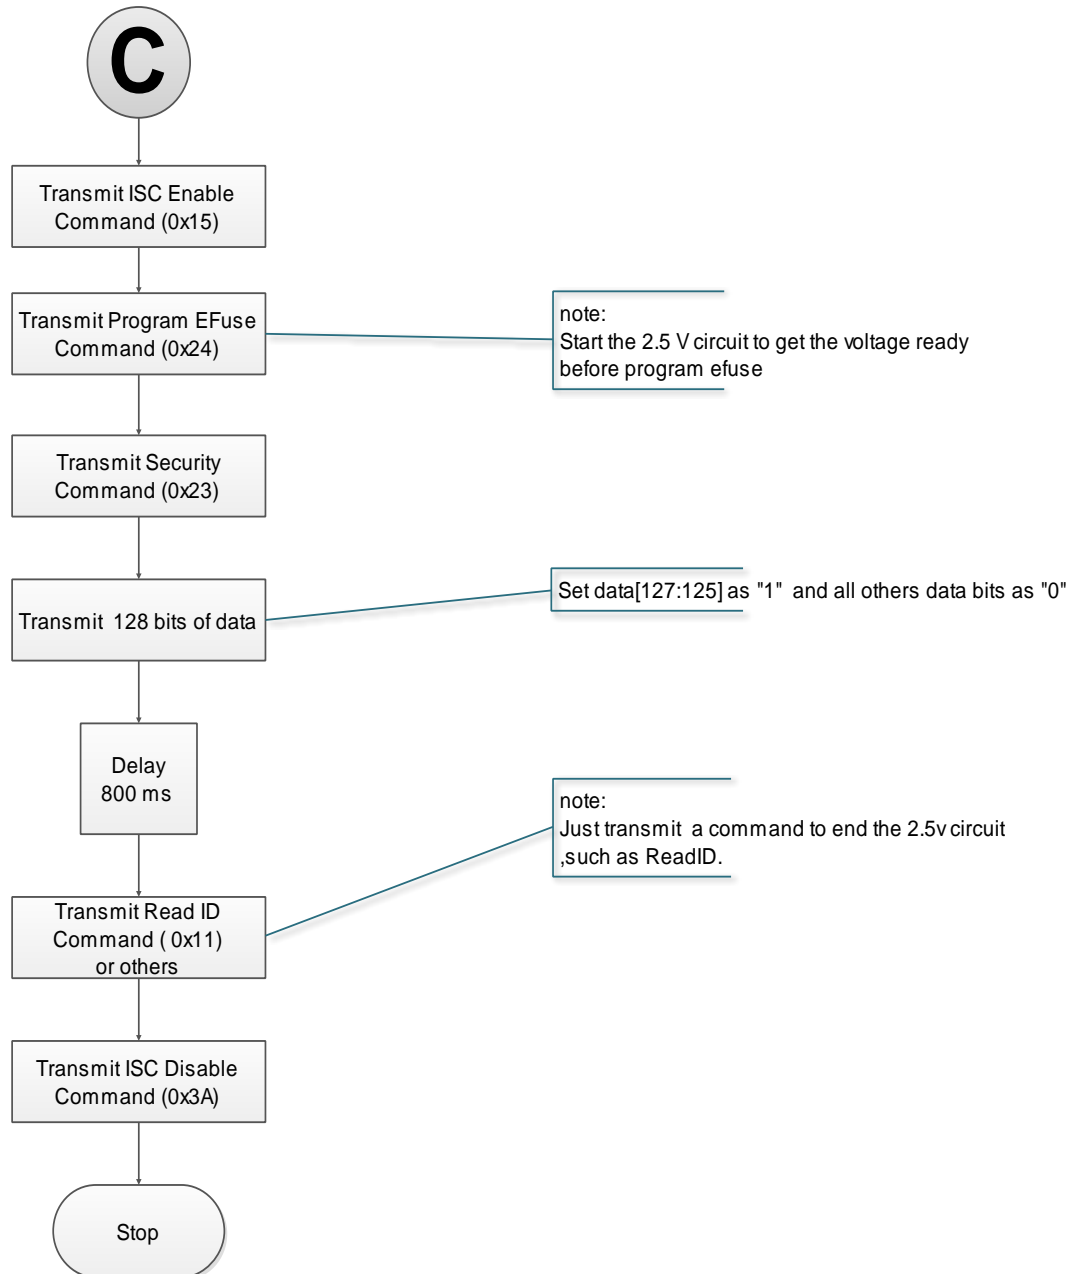 C
Transmit ISC Enable
Command (0x15)
Transmit Program EFuse
Command (0x24)
note:
Start the 2.5 V circuit to get the voltage ready
before program efuse
Transmit Security
Command (0x23)
Transmit 128 bits of data
Set data[127:125] as "1" and all others data bits as "0"
Delay
800 ms
note:
Just transmit a command to end the 2.5v circuit
,such as ReadID.
Transmit Read ID
Command ( 0x11)
or others
Transmit ISC Disable
Command (0x3A)
Stop